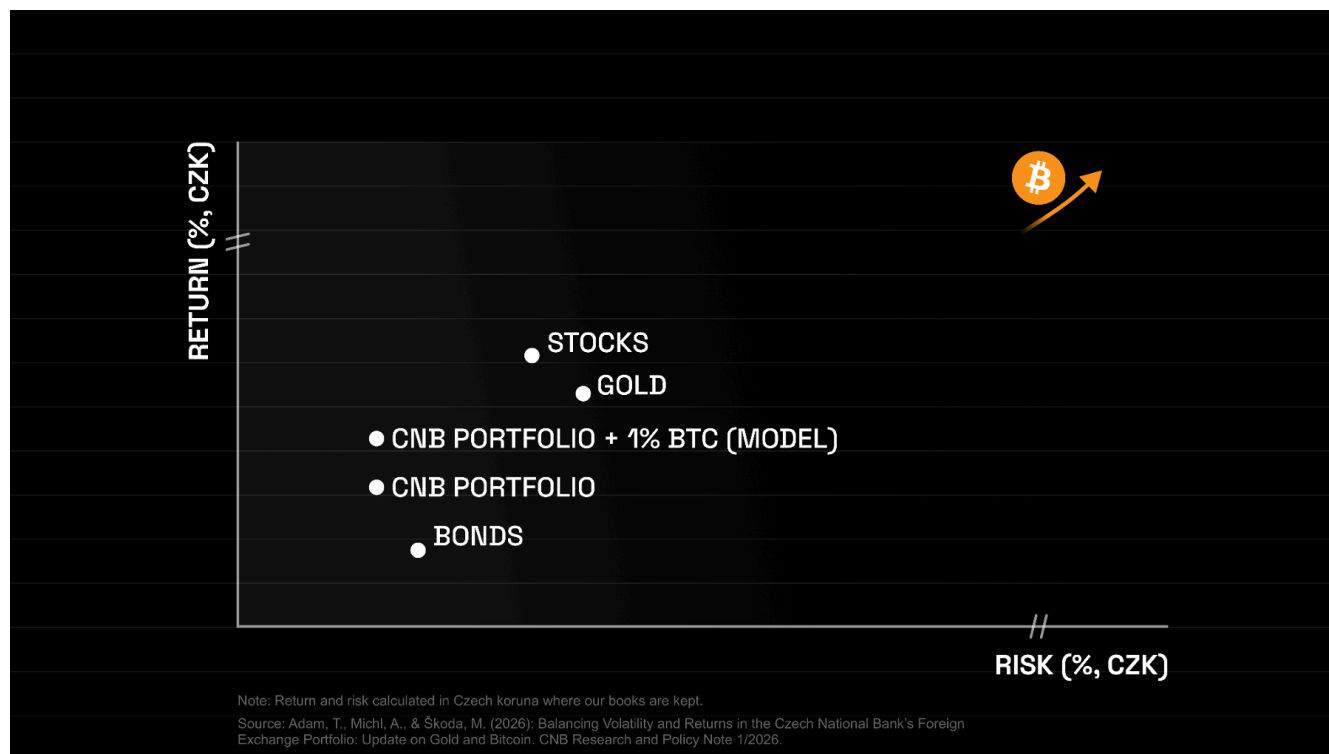 RETURN (%, CZK)
STOCKS
GOLD
CNB PORTFOLIO + 1% BTC (MODEL)
CNB PORTFOLIO
BONDS
RISK (%, CZK)
Note: Return and risk calculated in Czech koruna where our books are kept.
Source: Adam, T., Michl, A., & Škoda, M. (2026): Balancing Volatility and Returns in the Czech National Bank's Foreign
Exchange Portfolio: Update on Gold and Bitcoin. CNB Research and Policy Note 1/2026.